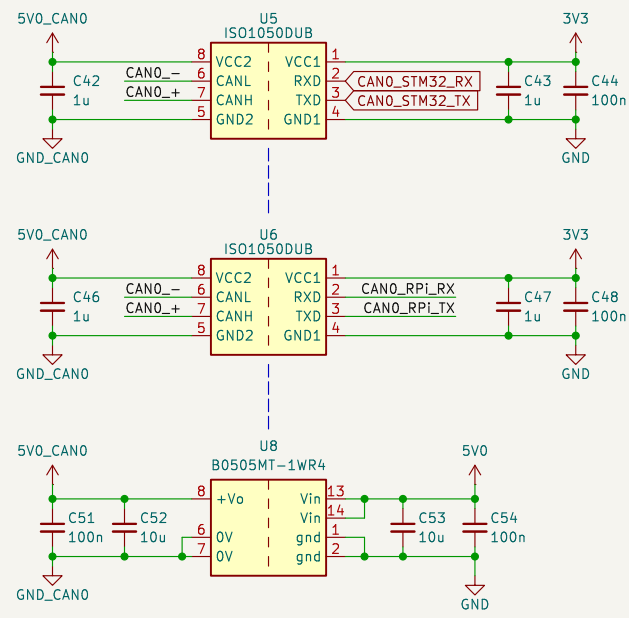 5V0_CAN0
U5
ISO1050DUB
3V3
8 VCC2 VCC1 1
CAN0_- 6 CANL RXD 2 CAN0_STM32_RX
CAN0_+ 7 CANH TXD 3 CAN0_STM32_TX
5 GND2 GND1 4
C42
1u
C43
1u
C44
100n
GND_CAN0
GND
5V0_CAN0
U6
ISO1050DUB
3V3
8 VCC2 VCC1 1
CAN0_- 6 CANL RXD 2 CAN0_RPi_RX
CAN0_+ 7 CANH TXD 3 CAN0_RPi_TX
5 GND2 GND1 4
C46
1u
C47
1u
C48
100n
GND_CAN0
GND
5V0_CAN0
U8
B0505MT-1WR4
5V0
8 +Vo Vin 13
Vin 14
6 0V gnd 1
7 0V gnd 2
C51
100n
C52
10u
C53
10u
C54
100n
GND_CAN0
GND